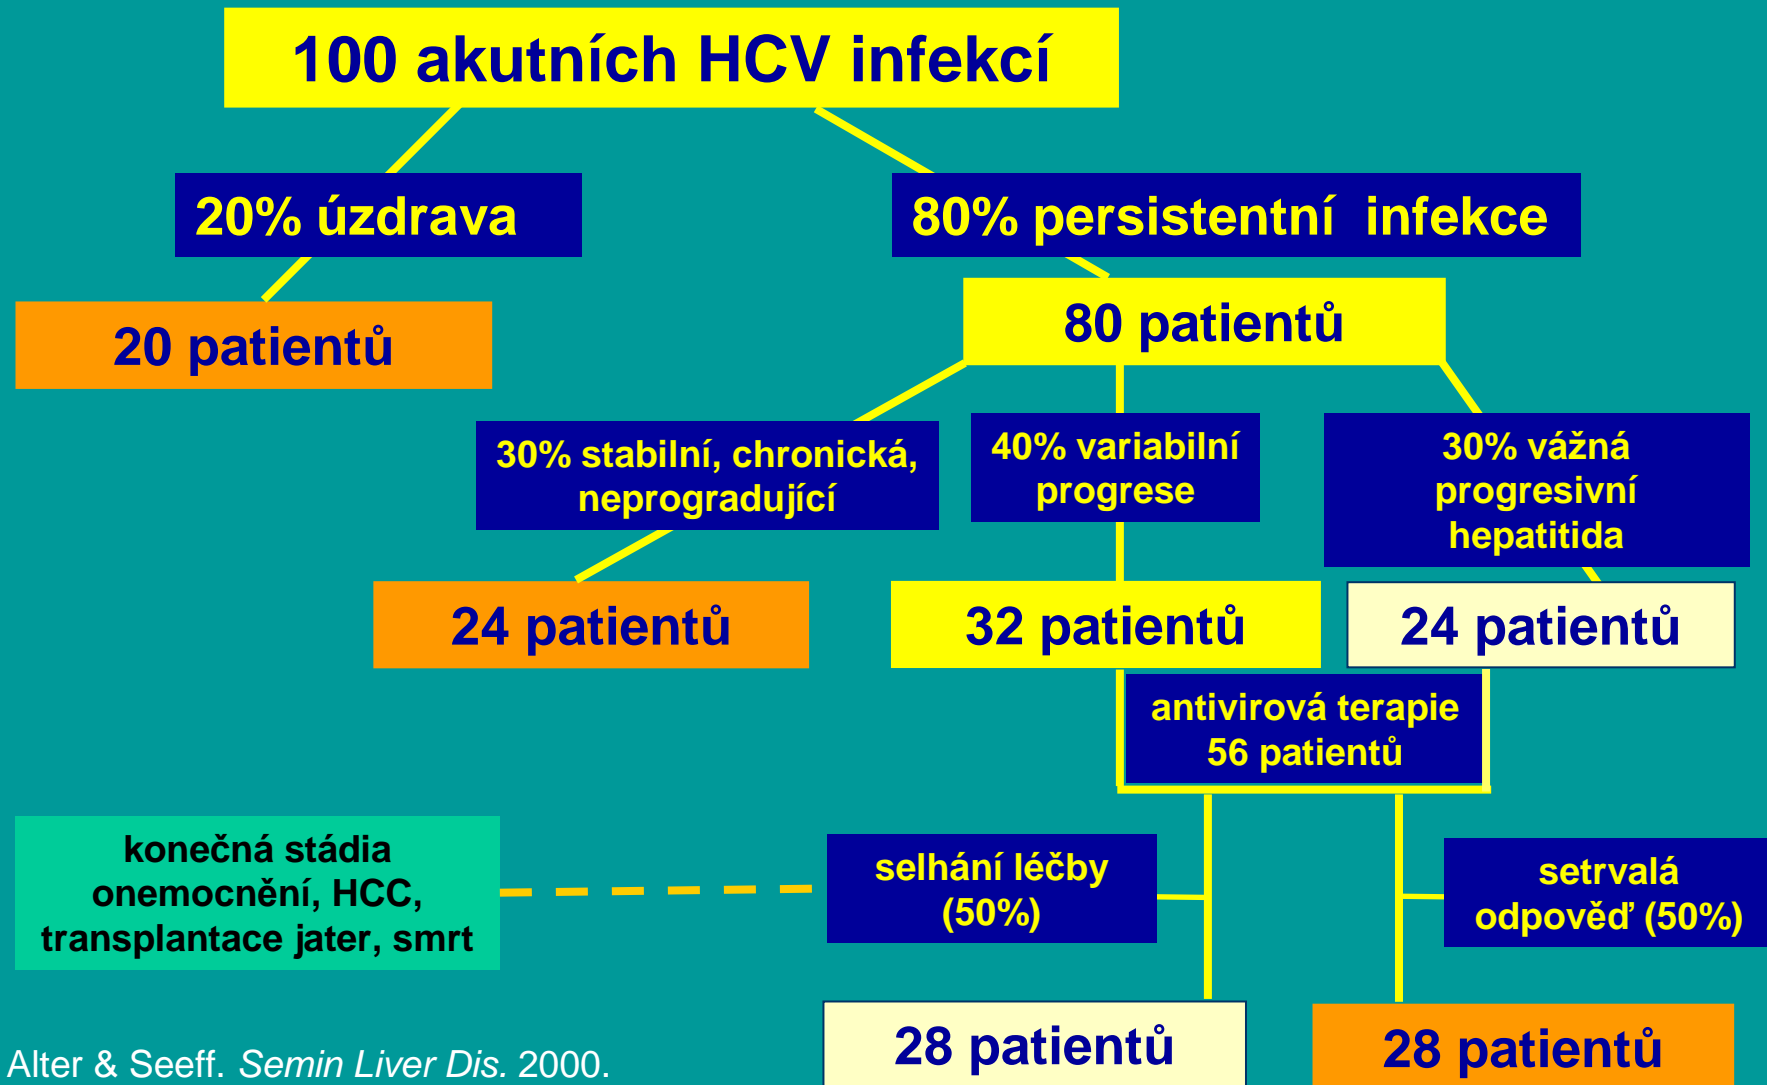 100 akutních HCV infekcí
20% úzdrava
80% persistentní infekce
20 patientů
80 patientů
30% stabilní, chronická,
neprogradující
40% variabilní
progrese
30% vážná
progresivní
hepatitida
24 patientů
32 patientů
24 patientů
antivirová terapie
56 patientů
konečná stádia
onemocnění, HCC,
transplantace jater, smrt
selhání léčby
(50%)
setrvalá
odpověď (50%)
28 patientů
28 patientů
Alter & Seeff. Semin Liver Dis. 2000.